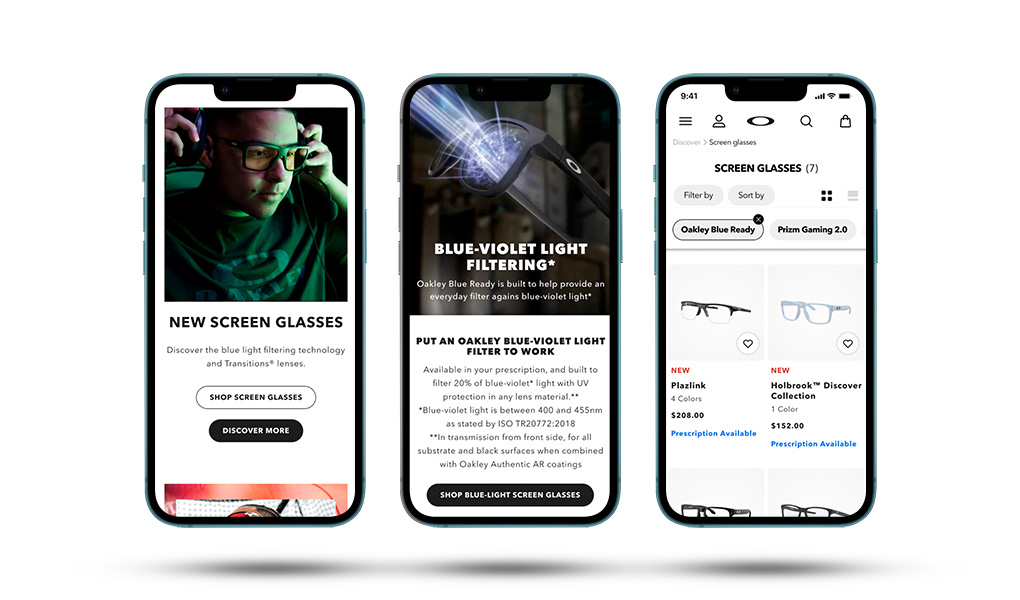 NEW SCREEN GLASSES
Discover the blue light filtering technology
and Transitions® lenses.
SHOP SCREEN GLASSES
DISCOVER MORE
BLUE-VIOLET LIGHT
FILTERING*
Oakley Blue Ready is built to help provide an
everyday filter agains blue-violet light*
PUT AN OAKLEY BLUE-VIOLET LIGHT
FILTER TO WORK
Available in your prescription, and built to
filter 20% of blue-violet* light with UV
protection in any lens material.**
*Blue-violet light is between 400 and 455nm
as stated by ISO TR20772:2018
**In transmission from front side, for all
substrate and black surfaces when combined
with Oakley Authentic AR coatings
SHOP BLUE-LIGHT SCREEN GLASSES
9:41
Discover > Screen glasses
SCREEN GLASSES (7)
Filter by
Sort by
Oakley Blue Ready
Prizm Gaming 2.0
NEW
Plazlink
4 Colors
$208.00
Prescription Available
NEW
Holbrook™ Discover
Collection
1 Color
$152.00
Prescription Available